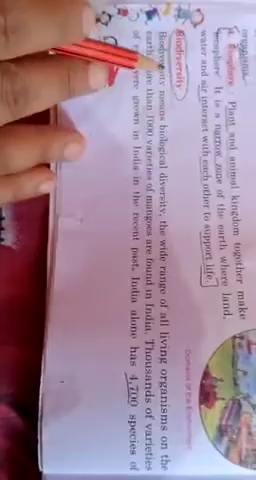 organisms.
4. Biosphere : Plant and animal kingdom together make
biosphere. It is a narrow zone of the earth where land,
water and air interact with each other to support life.
Biodiversity
Biodiversity means biological diversity, the wide range of all living organisms on the
earth. More than 1000 varieties of mangoes are found in India. Thousands of varieties
of were grown in India in the recent past. India alone has 4,700 species of
Domains of the Environment